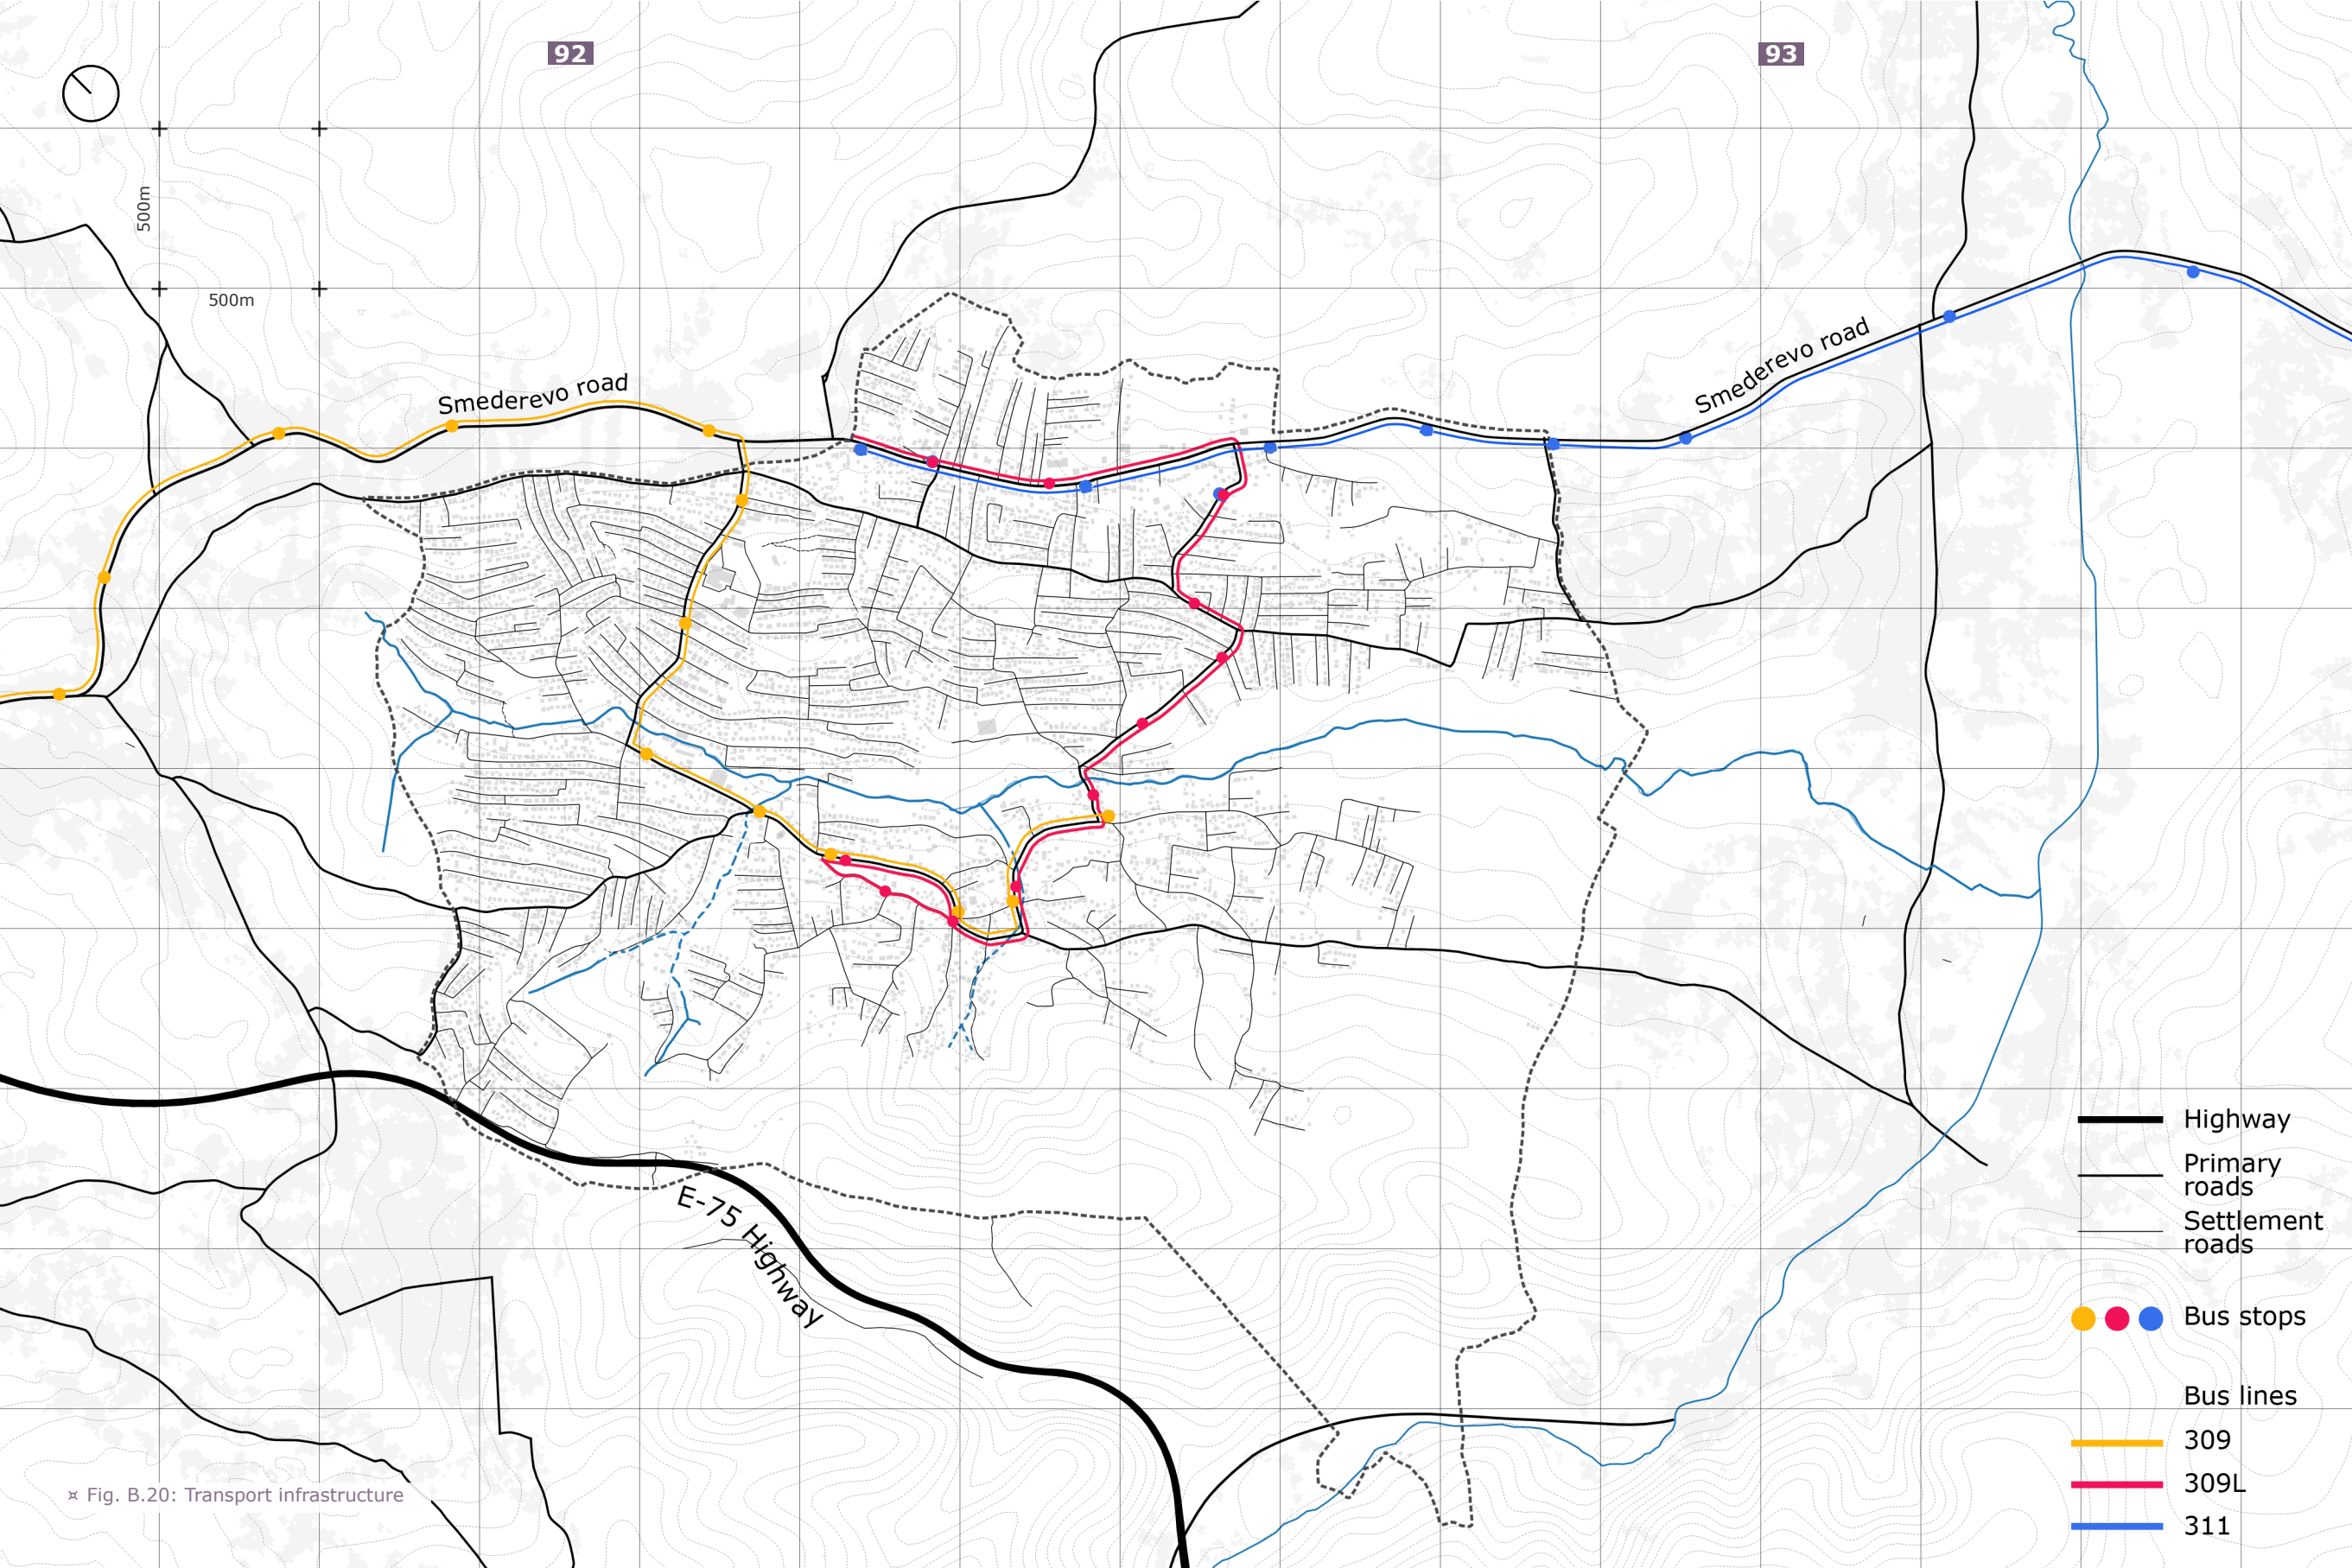 92
93
500m
500m
Smederevo road
Smederevo road
E-75 Highway
Highway
Primary
roads
Settlement
roads
Bus stops
Bus lines
309
309L
311
¤ Fig. B.20: Transport infrastructure